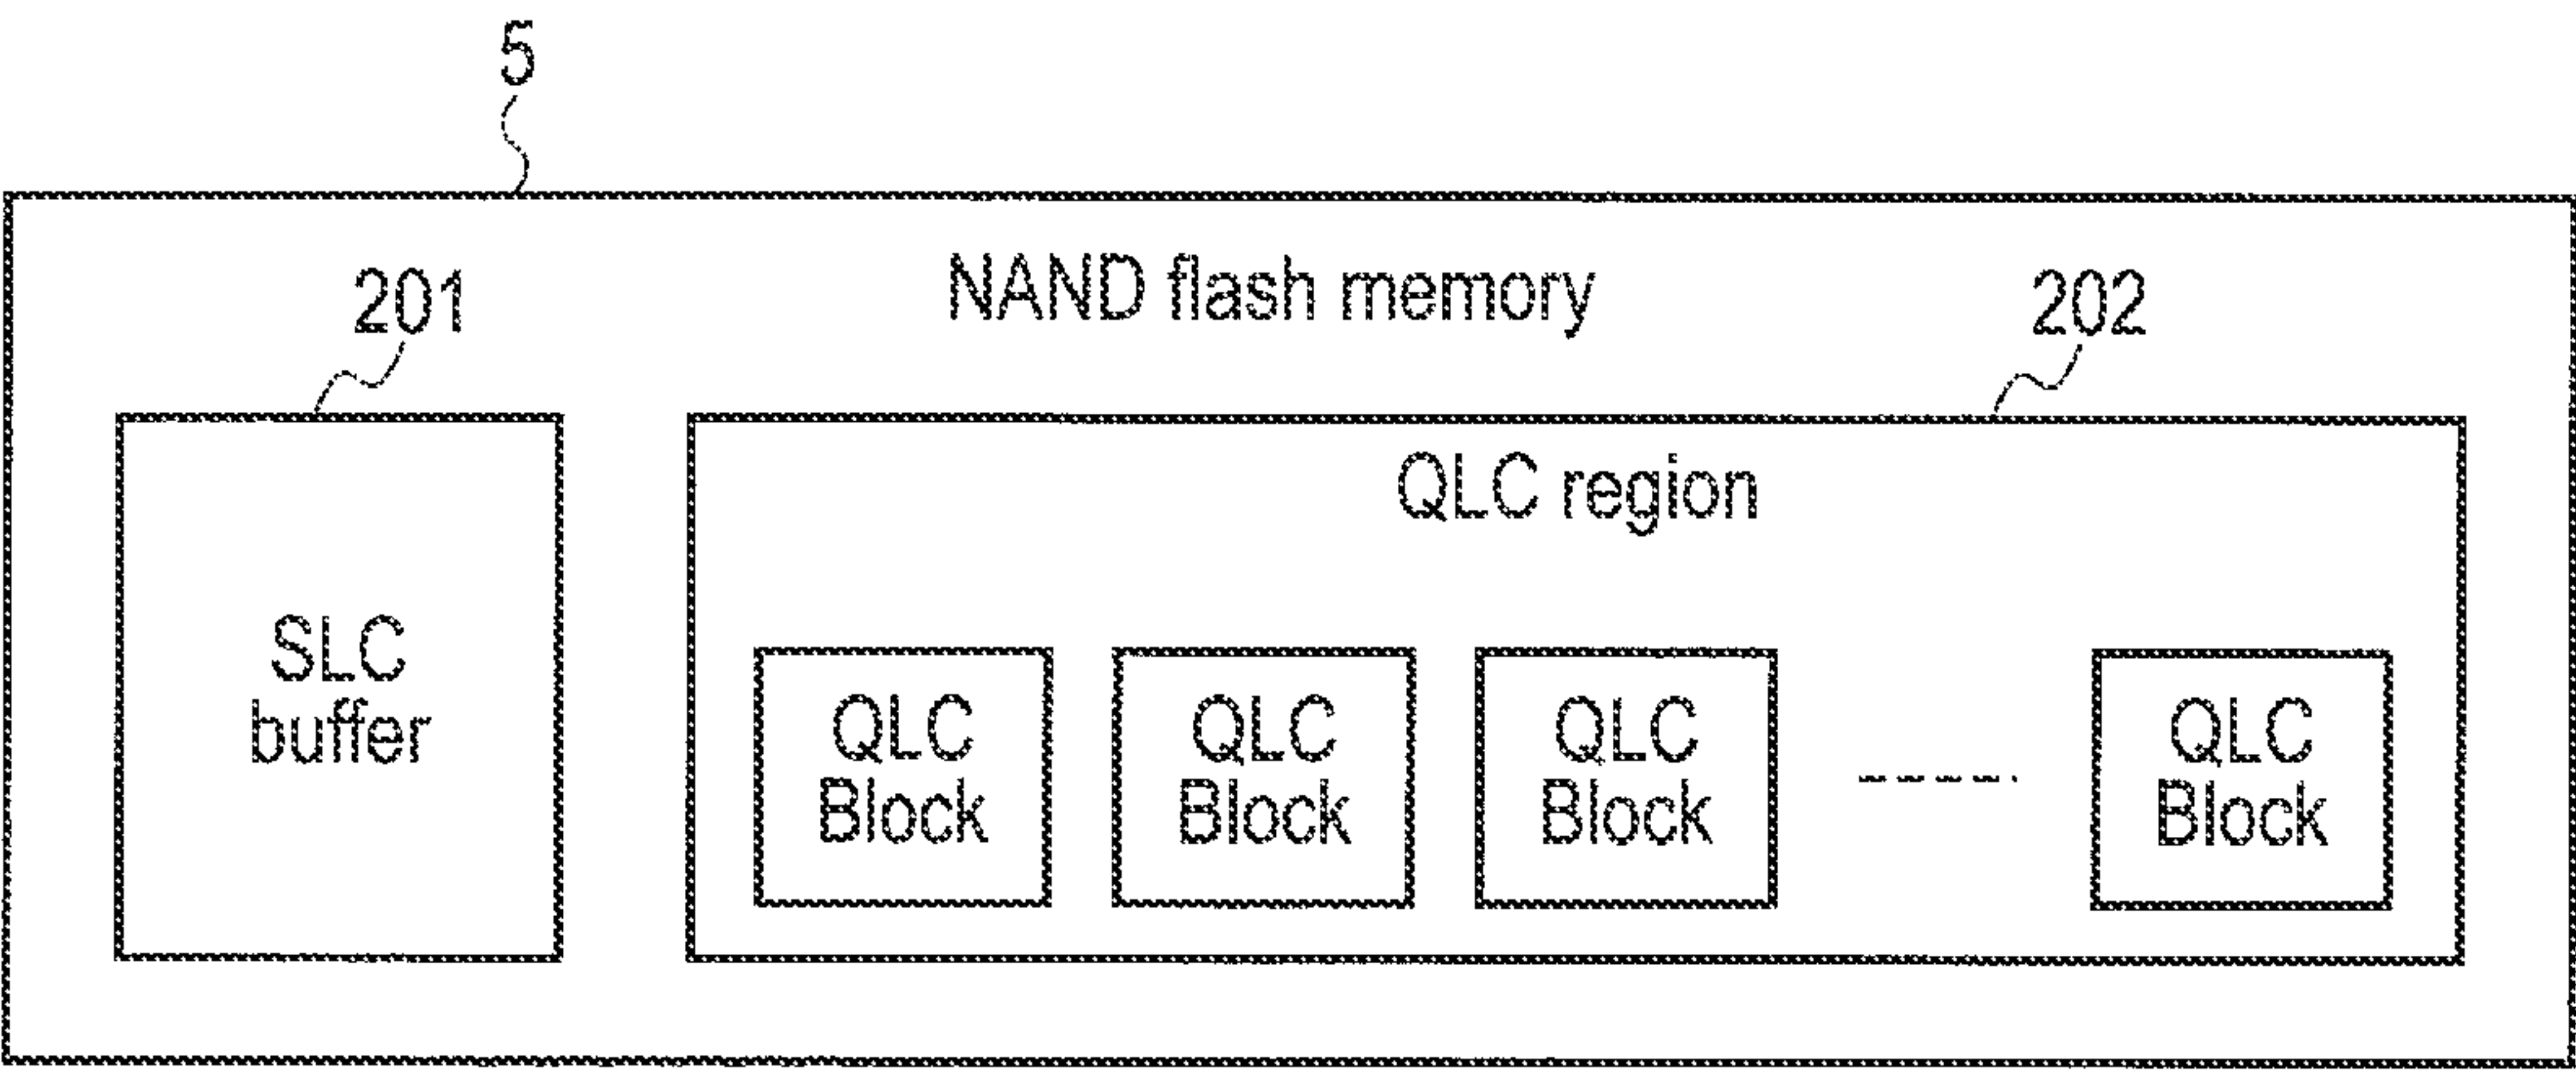 5
NAND flash memory
201
202
QLC region
SLC
buffer
QLC
Block
QLC
Block
QLC
Block
QLC
Block